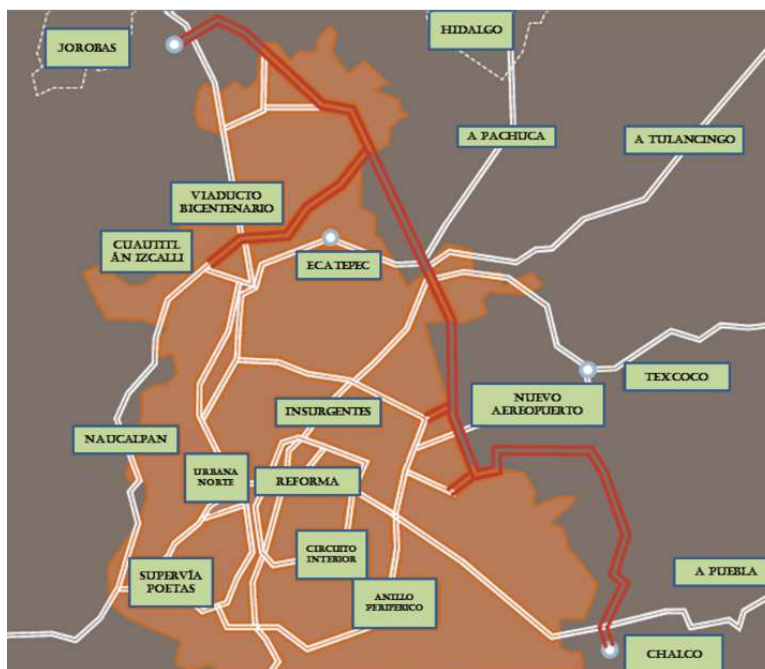 JOROBAS
HIDALGO
A PACHUCA
A TULANCINGO
VIADUCTO
BICENTENARIO
CUAUTITL
ÁN IZCALLI
ECATEPEC
TEXCOCO
NUEVO
AEREOPUERTO
INSURGENTES
NAUCALPAN
URBANA
NORTE
REFORMA
CIRCUITO
INTERIOR
SUPERVÍA
POETAS
ANILLO
PERIFERICO
A PUEBLA
CHALCO